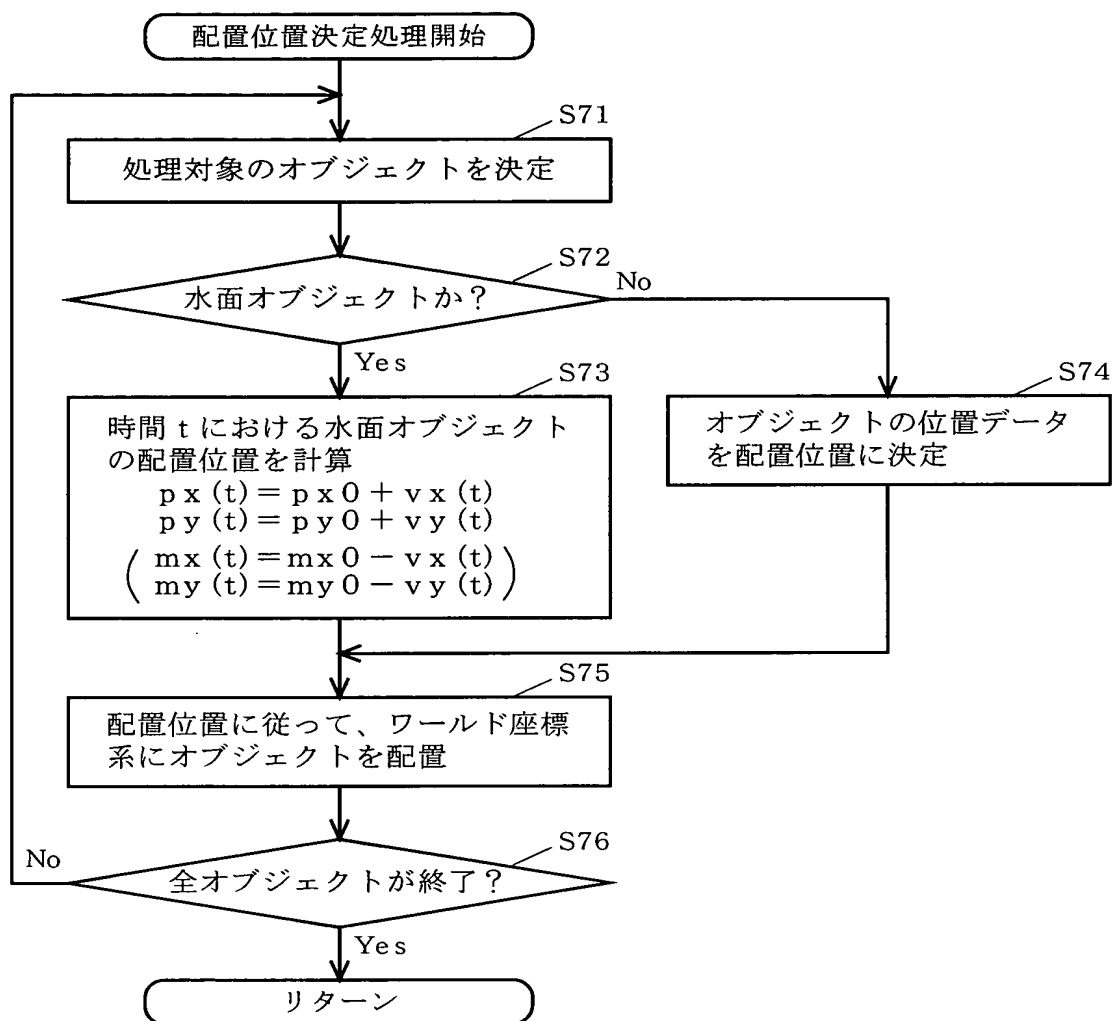 配置位置決定処理開始
S71
処理対象のオブジェクトを決定
S72
水面オブジェクトか?
No
Yes
S73
時間tにおける水面オブジェクト
の配置位置を計算
px(t)=px0+vx(t)
py(t)=py0+vy(t)
(mx(t)=mx0-vx(t)
my(t)=my0-vy(t))
S74
オブジェクトの位置データ
を配置位置に決定
S75
配置位置に従って、ワールド座標
系にオブジェクトを配置
S76
全オブジェクトが終了?
No
Yes
リターン